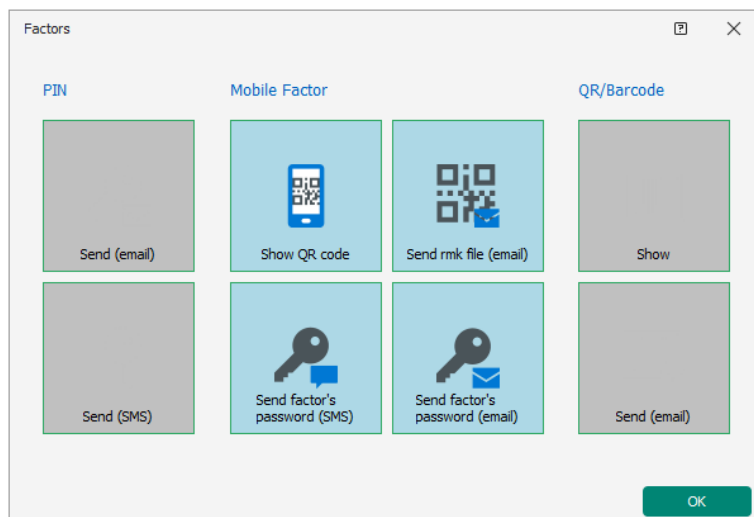 Factors
PIN
Mobile Factor
QR/Barcode
Send (email)
Show QR code
Send rmk file (email)
Show
Send (SMS)
Send factor's
password (SMS)
Send factor's
password (email)
Send (email)
OK